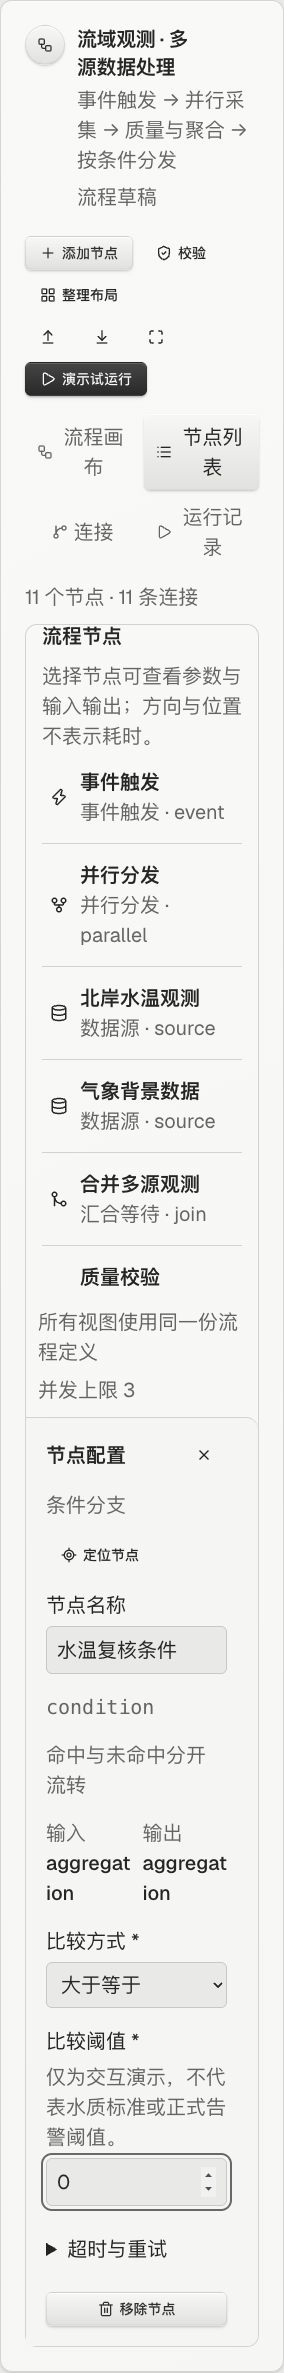 流域观测 · 多
源数据处理
事件触发 → 并行采
集 → 质量与聚合 →
按条件分发
流程草稿
添加节点
校验
整理布局
演示试运行
流程画
布
节点列
表
连接
运行记
录
11 个节点 · 11 条连接
流程节点
选择节点可查看参数与
输入输出；方向与位置
不表示耗时。
事件触发
事件触发 · event
并行分发
并行分发 ·
parallel
北岸水温观测
数据源 · source
气象背景数据
数据源 · source
合并多源观测
汇合等待 · join
质量校验
所有视图使用同一份流
程定义
并发上限 3
节点配置
条件分支
定位节点
节点名称
水温复核条件
condition
命中与未命中分开
流转
输入
aggregat
ion
输出
aggregat
ion
比较方式 *
大于等于
比较阈值 *
仅为交互演示，不代
表水质标准或正式告
警阈值。
0
超时与重试
移除节点